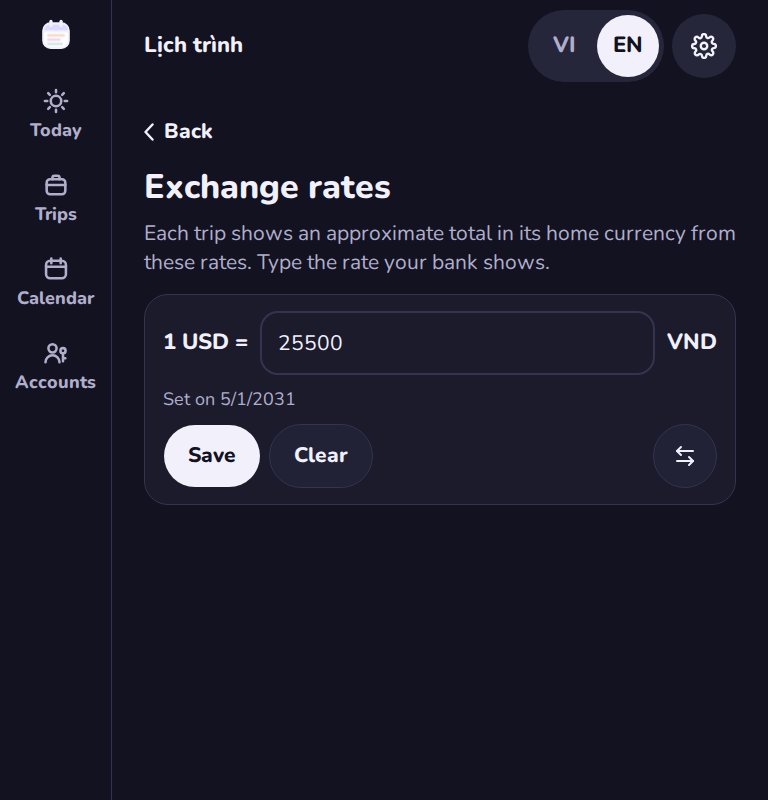 Lịch trình
VI
EN
Today
Trips
Calendar
Accounts
Back
Exchange rates
Each trip shows an approximate total in its home currency from
these rates. Type the rate your bank shows.
1 USD =
25500
VND
Set on 5/1/2031
Save
Clear